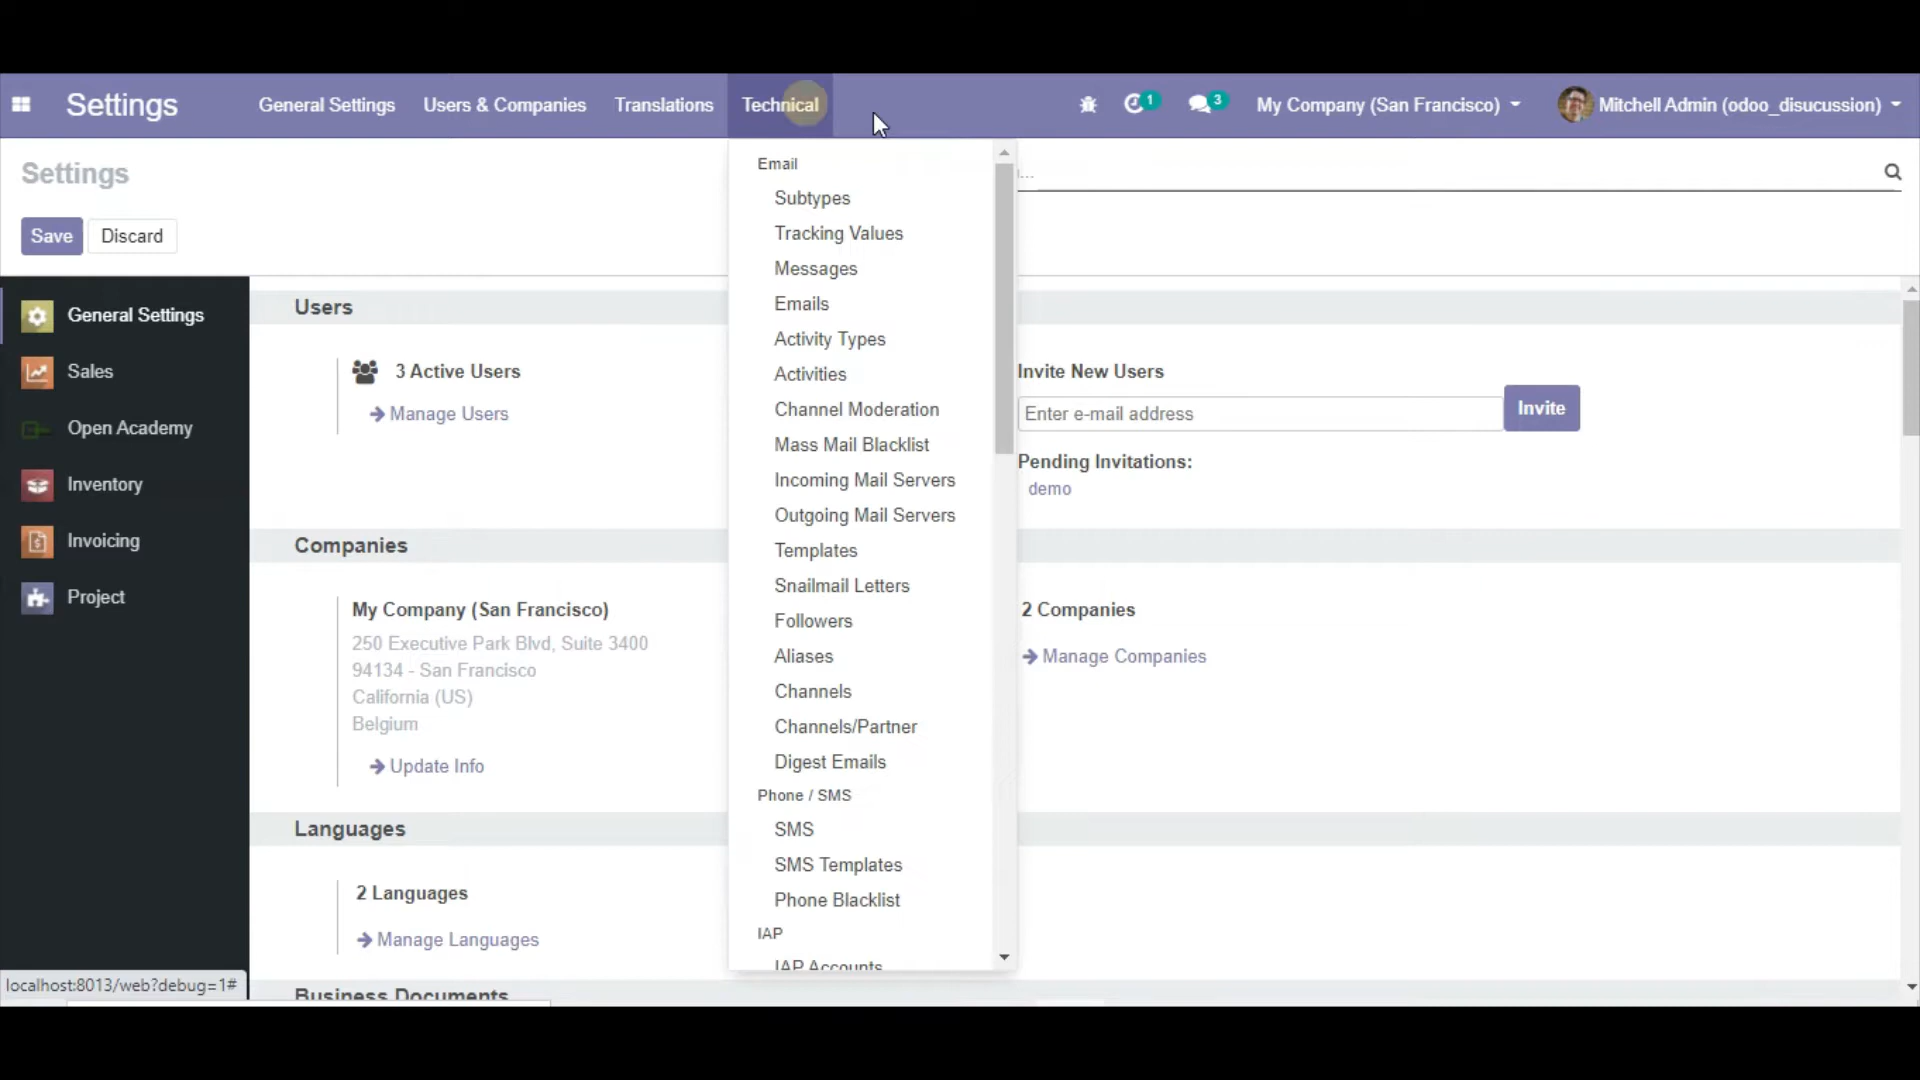 Settings
General Settings
Users & Companies
Translations
Technical
1
3
My Company (San Francisco)
Mitchell Admin (odoo_disucussion)
Settings
...
Save
Discard
General Settings
Sales
Open Academy
Inventory
Invoicing
Project
Users
3 Active Users
Manage Users
Companies
My Company (San Francisco)
250 Executive Park Blvd, Suite 3400
94134 - San Francisco
California (US)
Belgium
Update Info
Languages
2 Languages
Manage Languages
Business Documents
Email
Subtypes
Tracking Values
Messages
Emails
Activity Types
Activities
Channel Moderation
Mass Mail Blacklist
Incoming Mail Servers
Outgoing Mail Servers
Templates
Snailmail Letters
Followers
Aliases
Channels
Channels/Partner
Digest Emails
Phone / SMS
SMS
SMS Templates
Phone Blacklist
IAP
IAP Accounts
Invite New Users
Enter e-mail address
Invite
Pending Invitations:
demo
2 Companies
Manage Companies
localhost:8013/web?debug=1#